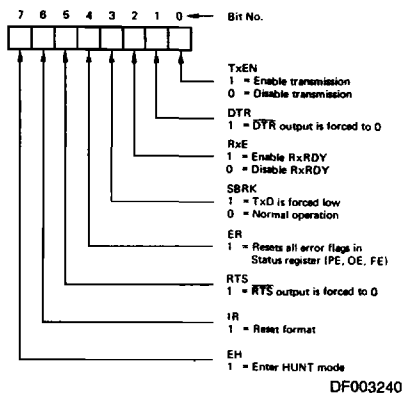 7 6 5 4 3 2 1 0 Bit No.
TxEN
1 = Enable transmission
0 = Disable transmission
DTR
1 = DTR output is forced to 0
RxE
1 = Enable RxRDY
0 = Disable RxRDY
SBRK
1 = TxD is forced low
0 = Normal operation
ER
1 = Resets all error flags in
Status register (PE, OE, FE)
RTS
1 = RTS output is forced to 0
IR
1 = Reset format
EH
1 = Enter HUNT mode
DF003240